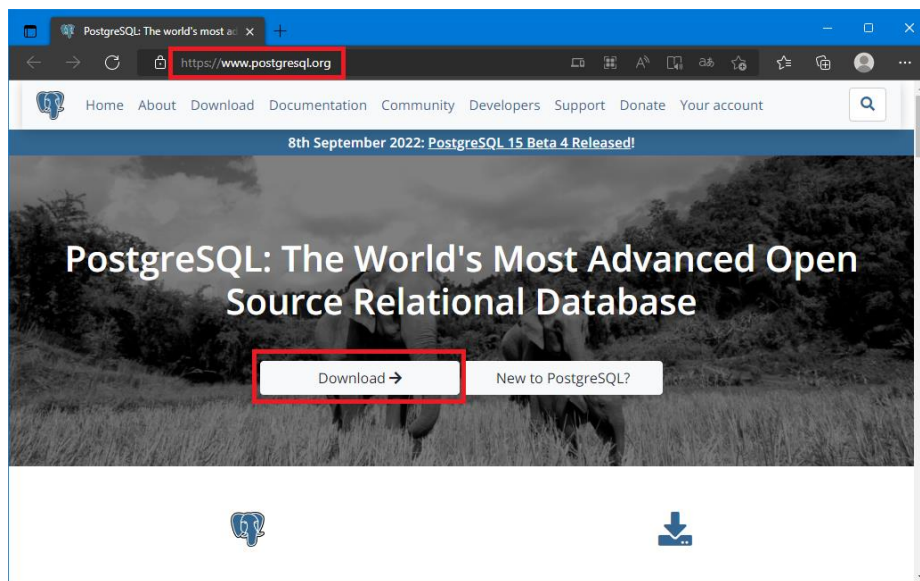 PostgreSQL: The world's most ad
https://www.postgresql.org
Home About Download Documentation Community Developers Support Donate Your account
8th September 2022: PostgreSQL 15 Beta 4 Released!
PostgreSQL: The World's Most Advanced Open
Source Relational Database
Download → New to PostgreSQL?